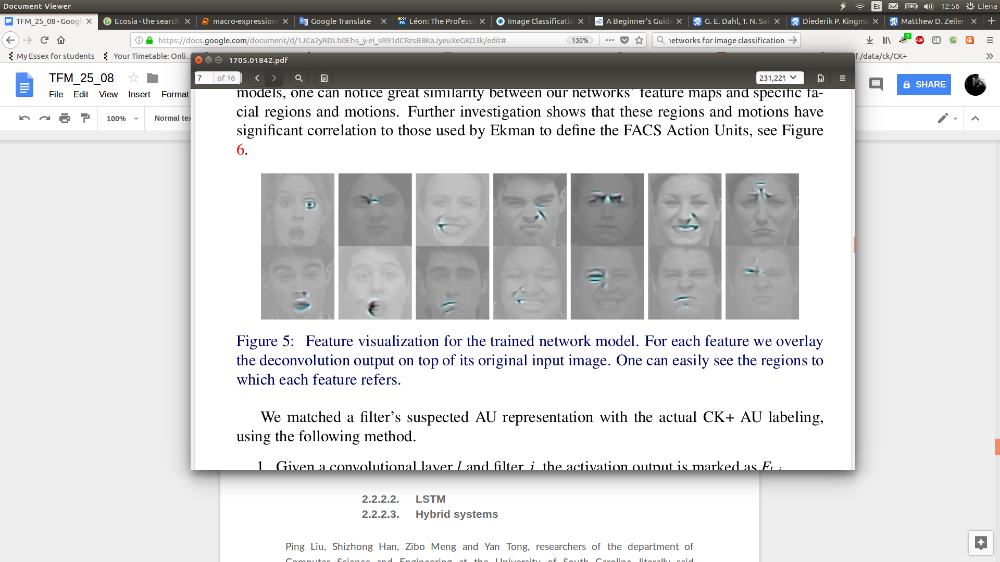 Document Viewer
Es
12:56
Elena
TFM_25_08 - Googl
Ecosia - the search
macro-expressions
Google Translate
Léon: The Professi
Image Classificatio
A Beginner's Guide
G. E. Dahl, T. N. Sai
Diederik P. Kingma
Matthew D. Zeiler
https://docs.google.com/document/d/1JCa2yRDLb0Ehs_y-eI_sR91dCRzsB8KaJyeuXeGKO3k/edit#
130%
networks for image classification
0
ABP
My Essex for students
Your Timetable: Onli...
f /data/ck/CK+
1705.01842.pdf
7 of 16
231,22%
TFM_25_08
File Edit View Insert Format
SHARE
100%
Normal tex
models, one can notice great similarity between our networks' feature maps and specific fa-
cial regions and motions. Further investigation shows that these regions and motions have
significant correlation to those used by Ekman to define the FACS Action Units, see Figure
6.
Figure 5: Feature visualization for the trained network model. For each feature we overlay
the deconvolution output on top of its original input image. One can easily see the regions to
which each feature refers.
We matched a filter's suspected AU representation with the actual CK+ AU labeling,
using the following method.
1. Given a convolutional layer l and filter j, the activation output is marked as F
2.2.2.2. LSTM
2.2.2.3. Hybrid systems
Ping Liu, Shizhong Han, Zibo Meng and Yan Tong, researchers of the department of
Computer Science and Engineering at the University of South Carolina, literally said